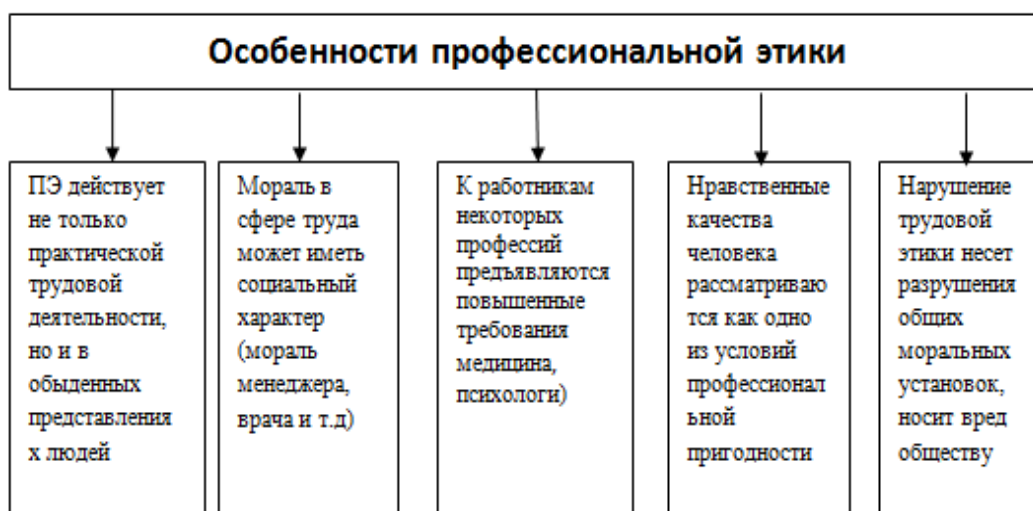 Особенности профессиональной этики
ПЭ действует
не только
практической
трудовой
деятельности,
но и в
обыденных
представления
х людей
Мораль в
сфере труда
может иметь
социальный
характер
(мораль
менеджера,
врача и т.д)
К работникам
некоторых
профессий
предъявляются
повышенные
требования
медицина,
психологи)
Нравственные
качества
человека
рассматриваю
тся как одно
из условий
профессионал
ьной
пригодности
Нарушение
трудовой
этики несет
разрушения
общих
моральных
установок,
носит вред
обществу